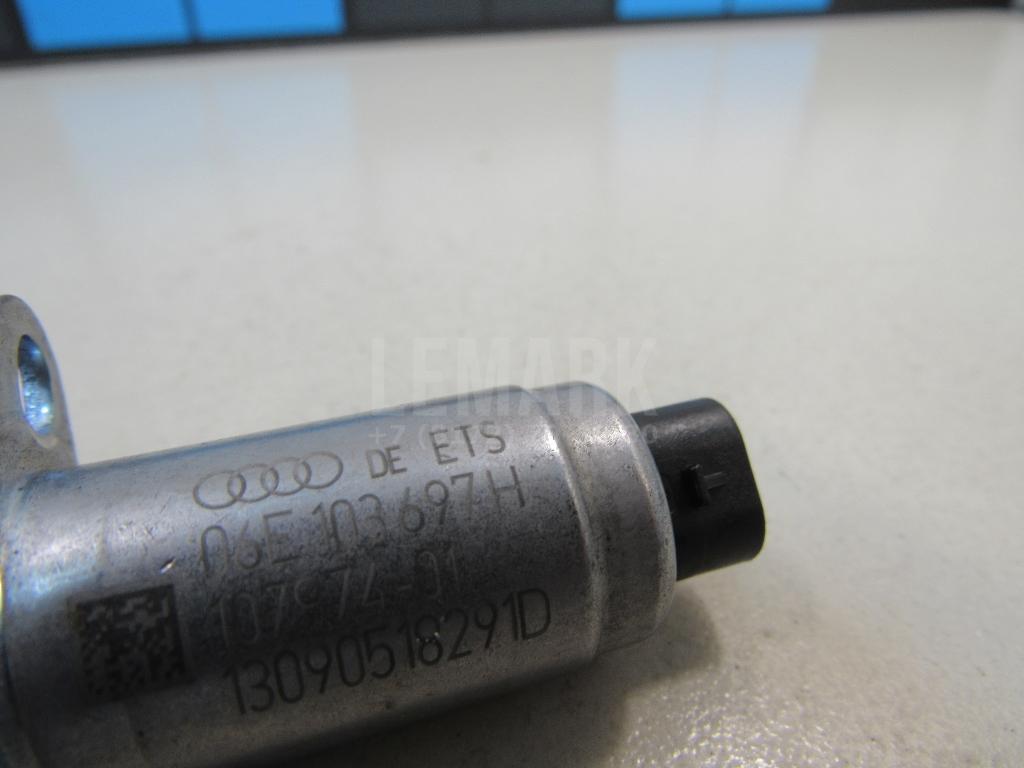 LEMARK
DE ETS
06E 103 697 H
107974-01
13090518291D